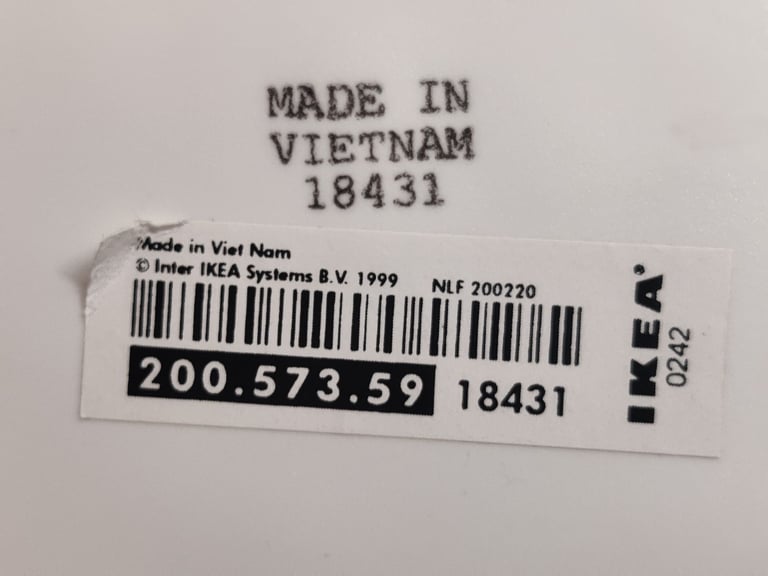 MADE IN
VIETNAM
18431
Made in Viet Nam
© Inter IKEA Systems B.V. 1999 NLF 200220
200.573.59 18431
IKEA
0242